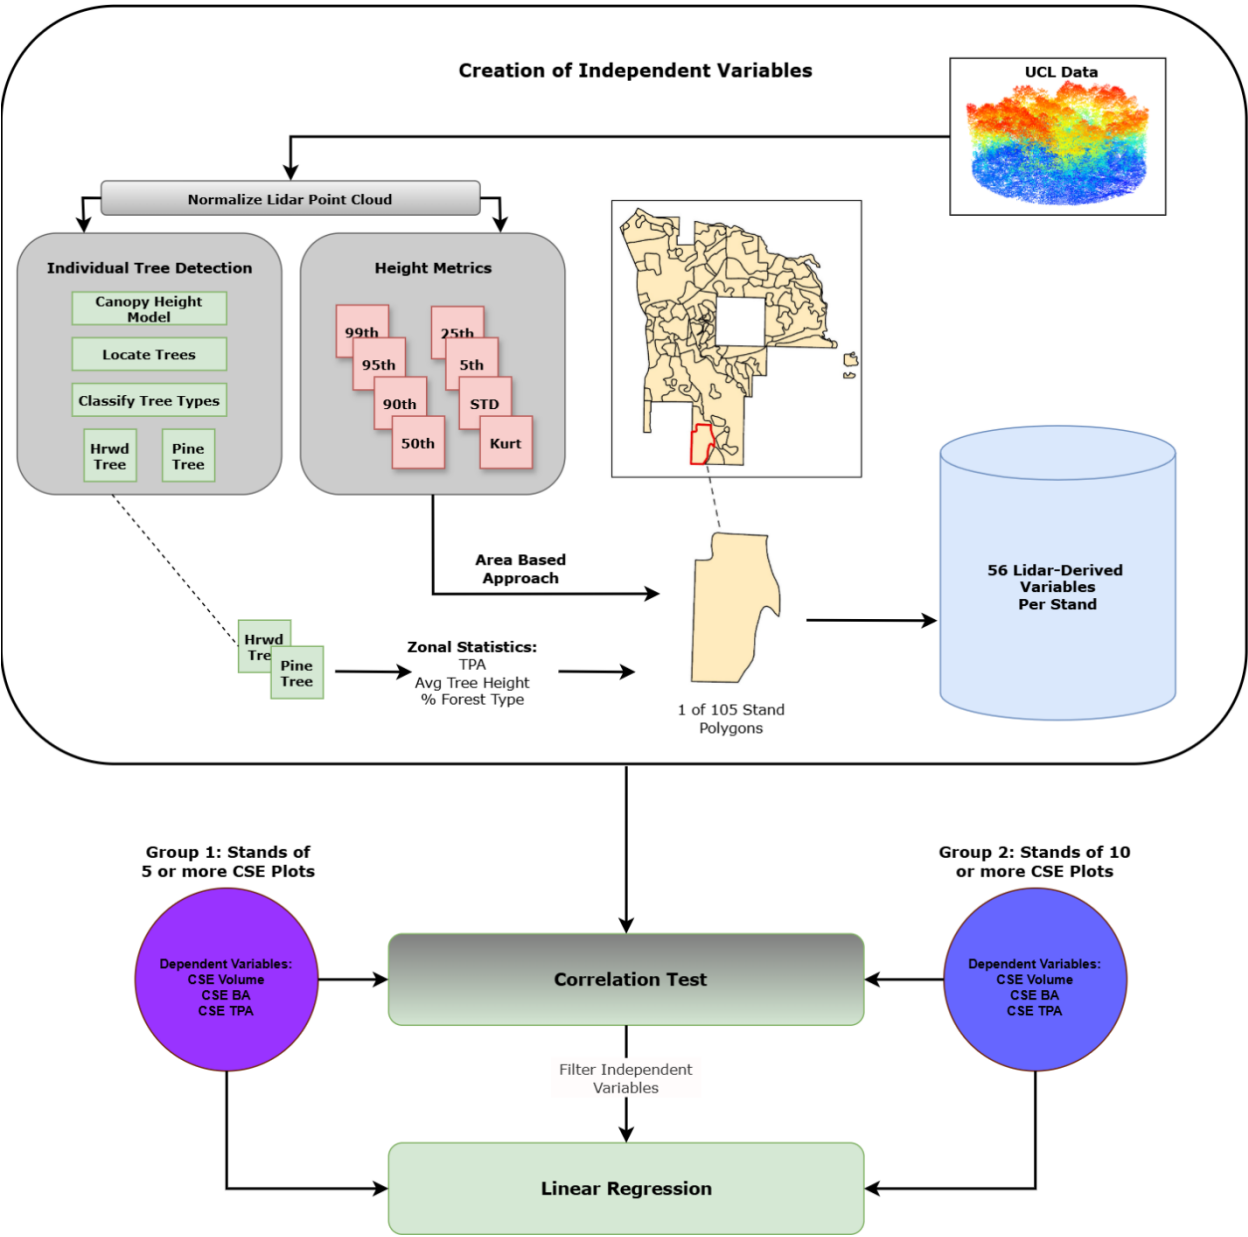 Creation of Independent Variables
UCL Data
Normalize Lidar Point Cloud
Individual Tree Detection
Canopy Height
Model
Locate Trees
Classify Tree Types
Hrwd
Tree
Pine
Tree
Height Metrics
99th
95th
90th
50th
25th
5th
STD
Kurt
Area Based
Approach
Hrwd
Tree
Pine
Tree
Zonal Statistics:
TPA
Avg Tree Height
% Forest Type
1 of 105 Stand
Polygons
56 Lidar-Derived
Variables
Per Stand
Group 1: Stands of
5 or more CSE Plots
Dependent Variables:
CSE Volume
CSE BA
CSE TPA
Group 2: Stands of 10
or more CSE Plots
Dependent Variables:
CSE Volume
CSE BA
CSE TPA
Correlation Test
Filter Independent
Variables
Linear Regression